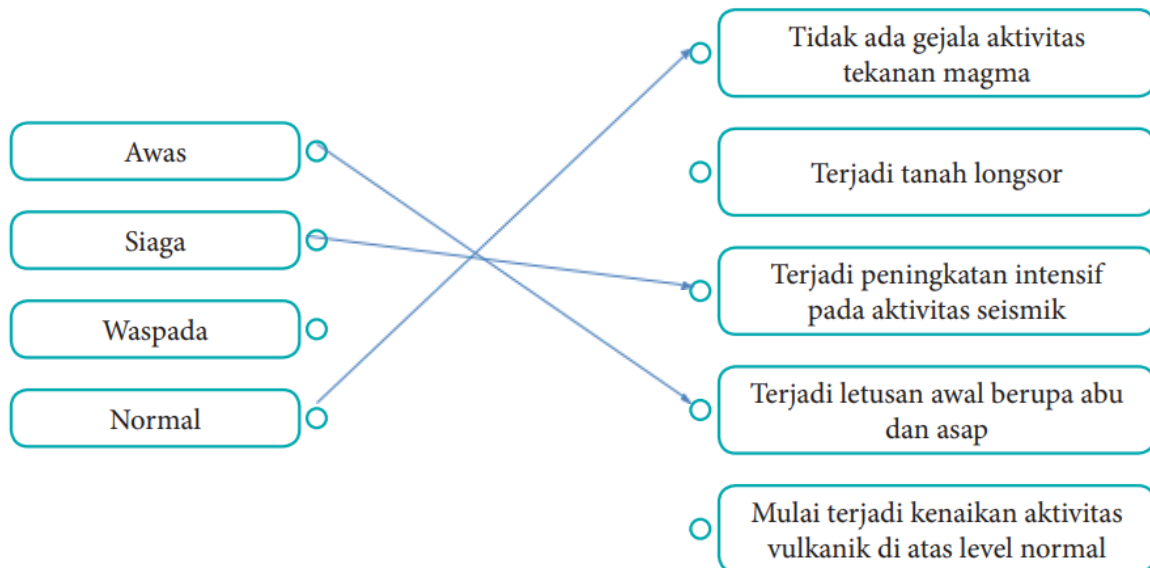 Awas
Siaga
Waspada
Normal
Tidak ada gejala aktivitas
tekanan magma
Terjadi tanah longsor
Terjadi peningkatan intensif
pada aktivitas seismik
Terjadi letusan awal berupa abu
dan asap
Mulai terjadi kenaikan aktivitas
vulkanik di atas level normal